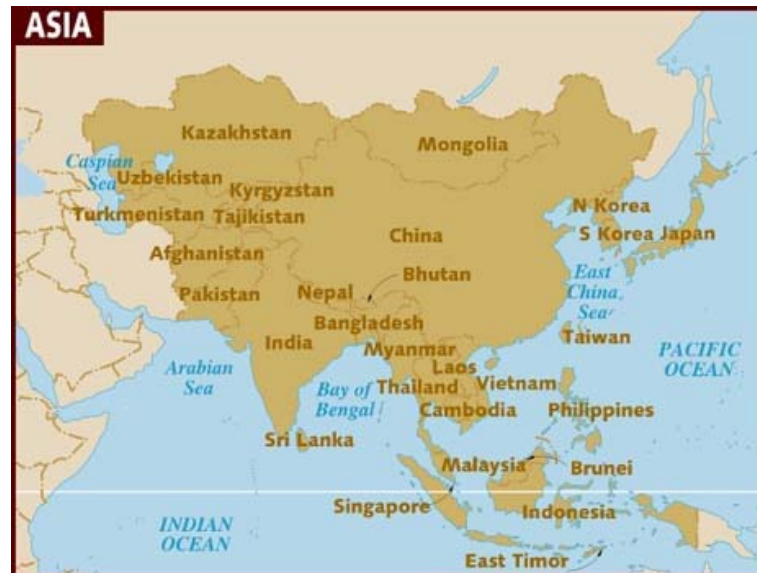 ASIA
Kazakhstan
Mongolia
Caspian
Sea
Uzbekistan
Kyrgyzstan
Turkmenistan
Tajikistan
N Korea
S Korea
Japan
China
Afghanistan
Bhutan
Pakistan
Nepal
East
China
Sea
Bangladesh
India
Taiwan
Myanmar
PACIFIC
OCEAN
Arabian
Sea
Laos
Bay of
Bengal
Thailand
Vietnam
Cambodia
Philippines
Sri Lanka
Malaysia
Brunei
Singapore
Indonesia
INDIAN
OCEAN
East Timor